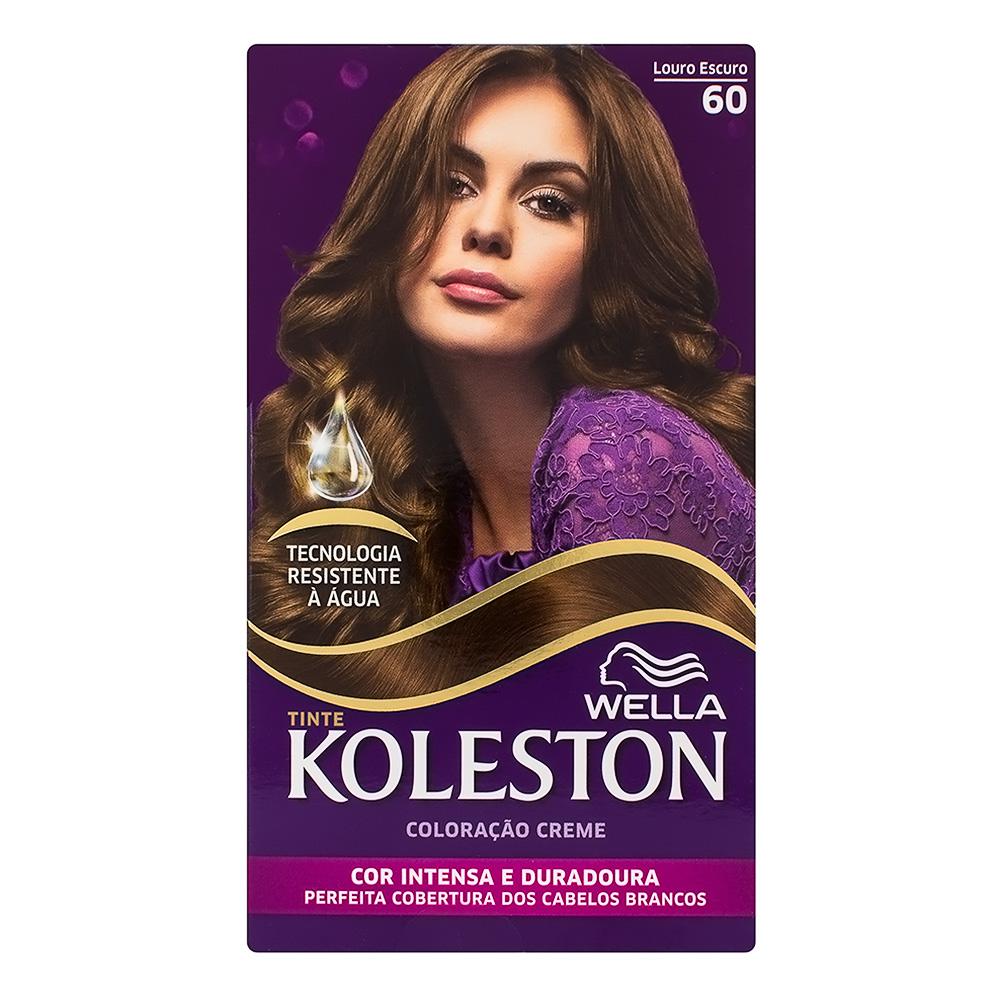 Louro Escuro
60
TECNOLOGIA
RESISTENTE
À ÁGUA
WELLA
TINTE
KOLESTON
COLORAÇÃO CREME
COR INTENSA E DURADOURA
PERFEITA COBERTURA DOS CABELOS BRANCOS